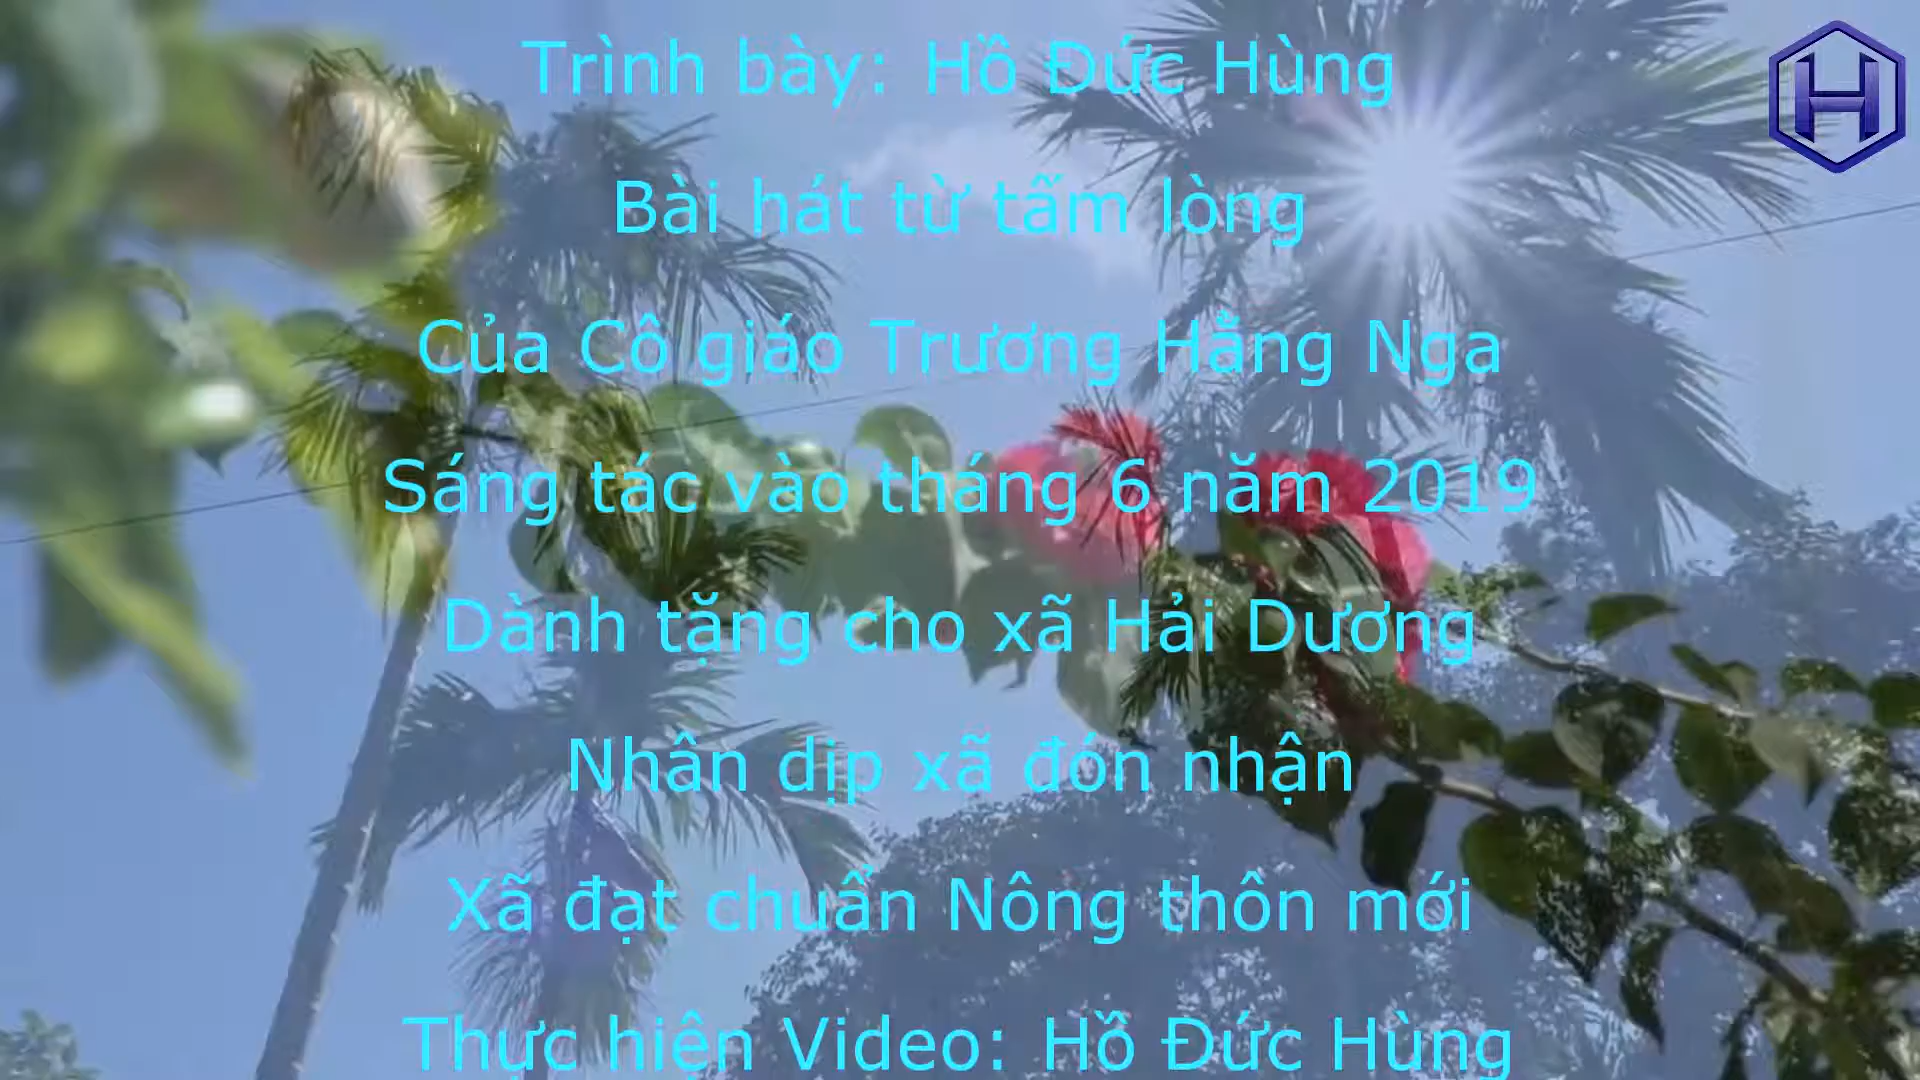 Trình bày: Hồ Đức Hùng
Bài hát từ tấm lòng
Của Cô giáo Trương Hằng Nga
Sáng tác vào tháng 6 năm 2019
Dành tặng cho xã Hải Dương
Nhân dịp xã đón nhận
Xã đạt chuẩn Nông thôn mới
Thực hiện Video: Hồ Đức Hùng
H